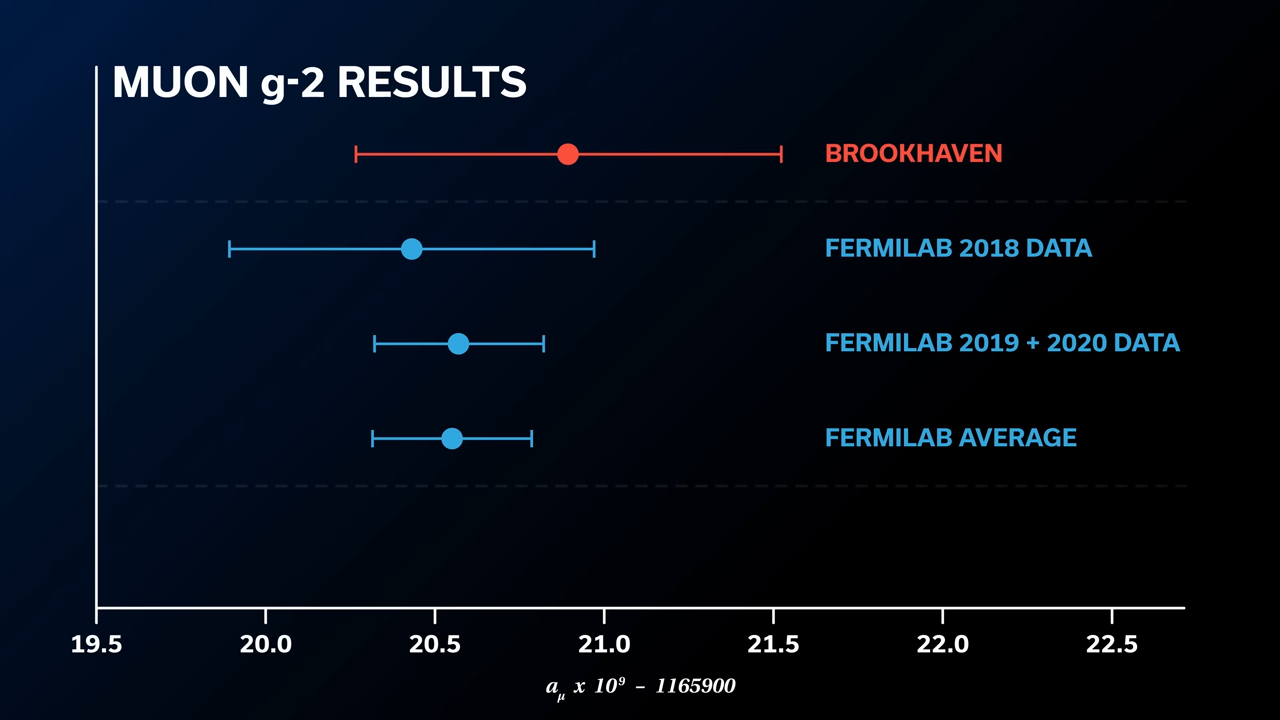 MUON g-2 RESULTS
BROOKHAVEN
FERMILAB 2018 DATA
FERMILAB 2019 + 2020 DATA
FERMILAB AVERAGE
19.5 20.0 20.5 21.0 21.5 22.0 22.5
aμ x 10⁹ – 1165900